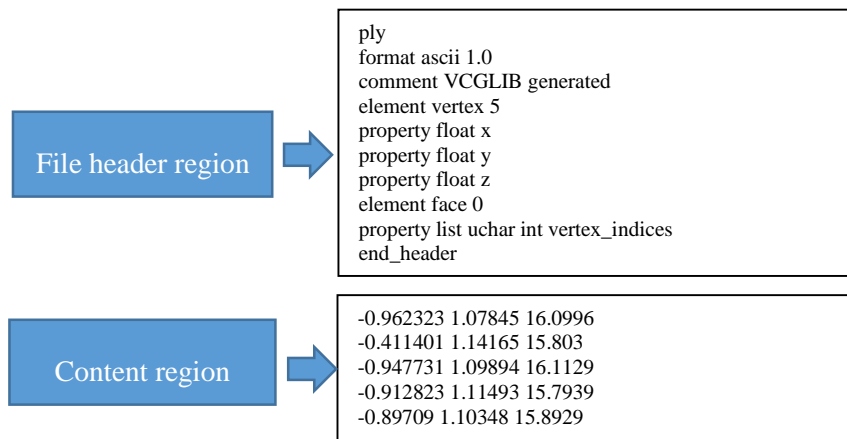 File header region
ply
format ascii 1.0
comment VCGLIB generated
element vertex 5
property float x
property float y
property float z
element face 0
property list uchar int vertex_indices
end_header
Content region
-0.962323 1.07845 16.0996
-0.411401 1.14165 15.803
-0.947731 1.09894 16.1129
-0.912823 1.11493 15.7939
-0.89709 1.10348 15.8929